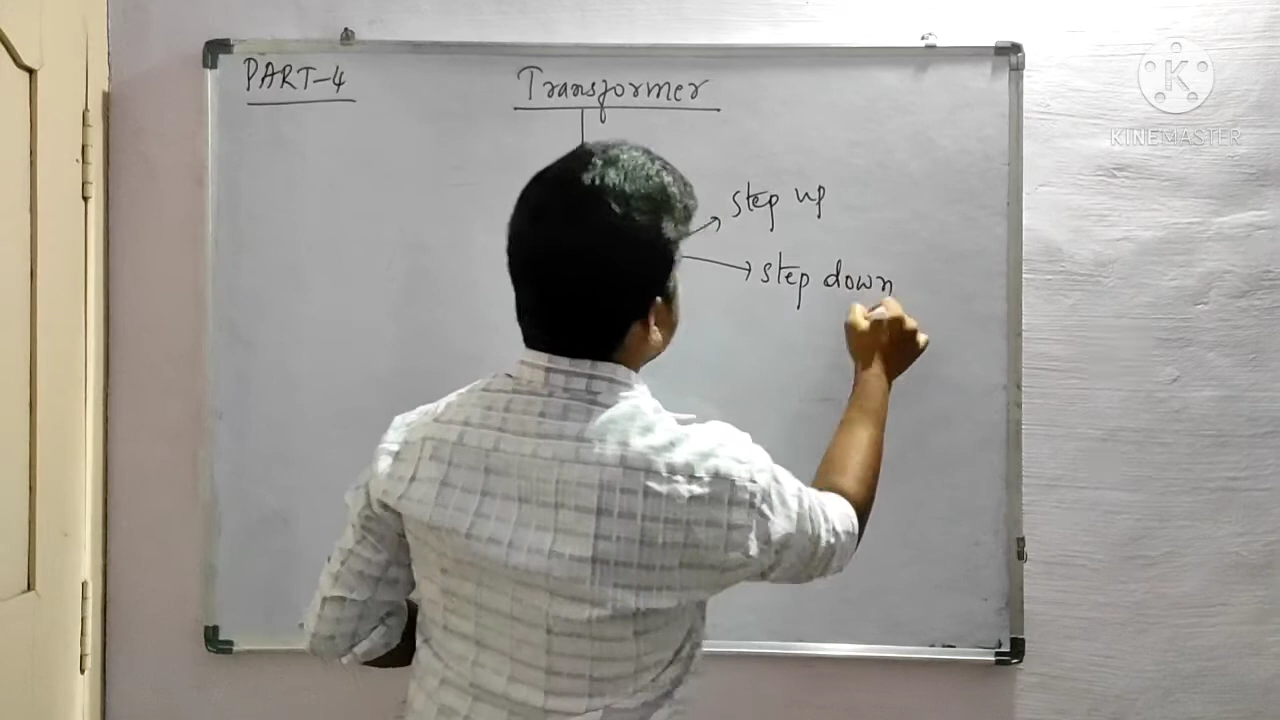 PART-4
Transformer
step up
step down
K
KINEMASTER